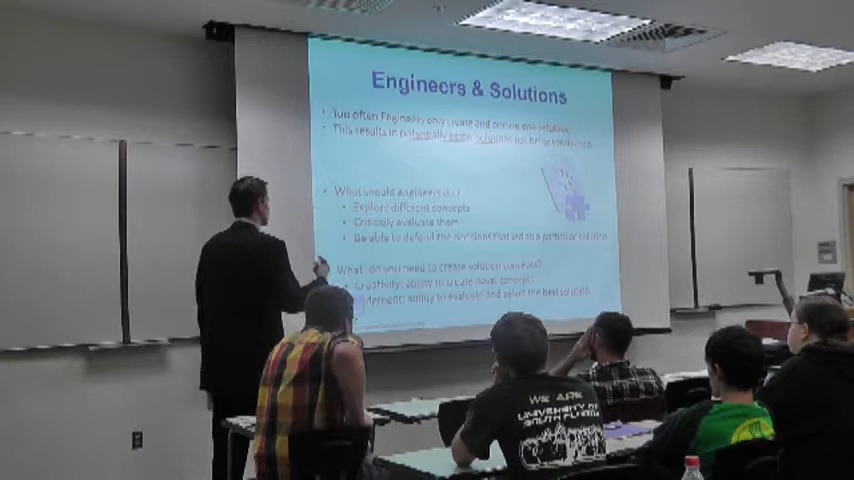 Engineers & Solutions
• Too often Engineers only create and pursue one solution
• This results in potentially better solutions not being considered
• What should engineers do?
• Explore different concepts
• Critically evaluate them
• Be able to defend the decisions that led to a particular solution
• What do you need to create solution concepts?
• Creativity: ability to create novel concepts
dgment: ability to evaluate and select the best solution
WE ARE
UNIVERSITY OF
SOUTH FLORIDA